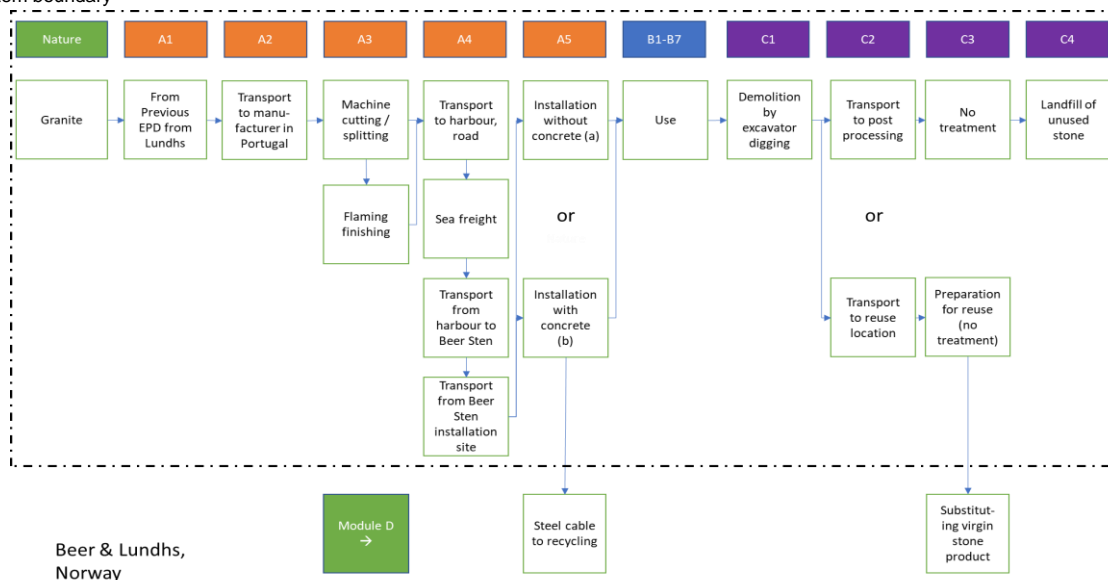 om boundary
Nature
A1
A2
A3
A4
A5
B1-B7
C1
C2
C3
C4
Granite
From
Previous
EPD from
Lundhs
Transport
to manu-
facturer in
Portugal
Machine
cutting /
splitting
Transport
to harbour,
road
Installation
without
concrete (a)
Use
Demolition
by
excavator
digging
Transport
to post
processing
No
treatment
Landfill of
unused
stone
Flaming
finishing
Sea freight
or
or
Transport
from
harbour to
Beer Sten
Installation
with
concrete
(b)
Transport
to reuse
location
Preparation
for reuse
(no
treatment)
Transport
from Beer
Sten
installation
site
Module D
→
Steel cable
to recycling
Substitut-
ing virgin
stone
product
Beer & Lundhs,
Norway